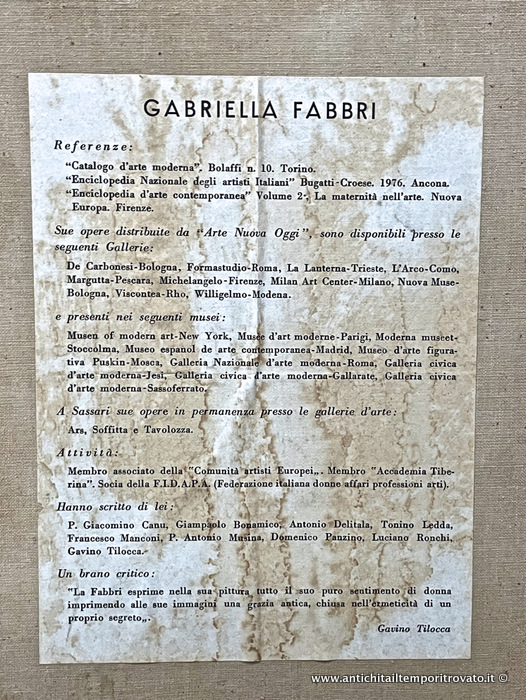 GABRIELLA FABBRI
Referenze:
"Catalogo d'arte moderna". Bolaffi n. 10. Torino.
"Enciclopedia Nazionale degli artisti Italiani" Bugatti-Croese. 1976. Ancona.
"Enciclopedia d'arte contemporanea" Volume 2°. La maternità nell'arte. Nuova
Europa. Firenze.
Sue opere distribuite da "Arte Nuova Oggi", sono disponibili presso le
seguenti Gallerie:
De Carbonesi-Bologna, Formastudio-Roma, La Lanterna-Trieste, L'Arco-Como,
Margutta-Pescara, Michelangelo-Firenze, Milan Art Center-Milano, Nuova Muse-
Bologna, Viscontea-Rho, Willigelmo-Modena.
e presenti nei seguenti musei:
Musen of modern art-New York, Musée d'art moderne-Parigi, Moderna muscet-
Stoccolma, Museo espanol de arte contemporanea-Madrid, Museo d'arte figura-
tiva Puskin-Mosca, Galleria Nazionale d'arte moderna-Roma, Galleria civica
d'arte moderna-Jesi, Galleria civica d'arte moderna-Gallarate, Galleria civica
d'arte moderna-Sassoferrato.
A Sassari sue opere in permanenza presso le gallerie d'arte:
Ars, Soffitta e Tavolozza.
Attività:
Membro associato della "Comunità artisti Europei„. Membro "Accademia Tibe-
rina". Socia della F.I.D.A.P.A. (Federazione italiana donne affari professioni arti).
Hanno scritto di lei:
P. Giacomino Canu, Giampaolo Bonamico, Antonio Delitala, Tonino Ledda,
Francesco Manconi, P. Antonio Musina, Domenico Panzino, Luciano Ronchi,
Gavino Tilocca.
Un brano critico:
"La Fabbri esprime nella sua pittura tutto il suo puro sentimento di donna
imprimendo alle sue immagini una grazia antica, chiusa nell'ermeticità di un
proprio segreto„.
Gavino Tilocca
www.antichitailtemporitrovato.it ©